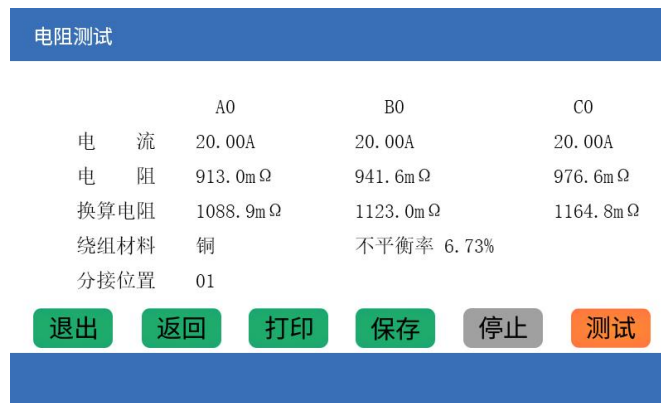 电阻测试
A0 B0 C0
电 流 20.00A 20.00A 20.00A
电 阻 913.0mΩ 941.6mΩ 976.6mΩ
换算电阻 1088.9mΩ 1123.0mΩ 1164.8mΩ
绕组材料 铜 不平衡率 6.73%
分接位置 01
退出 返回 打印 保存 停止 测试